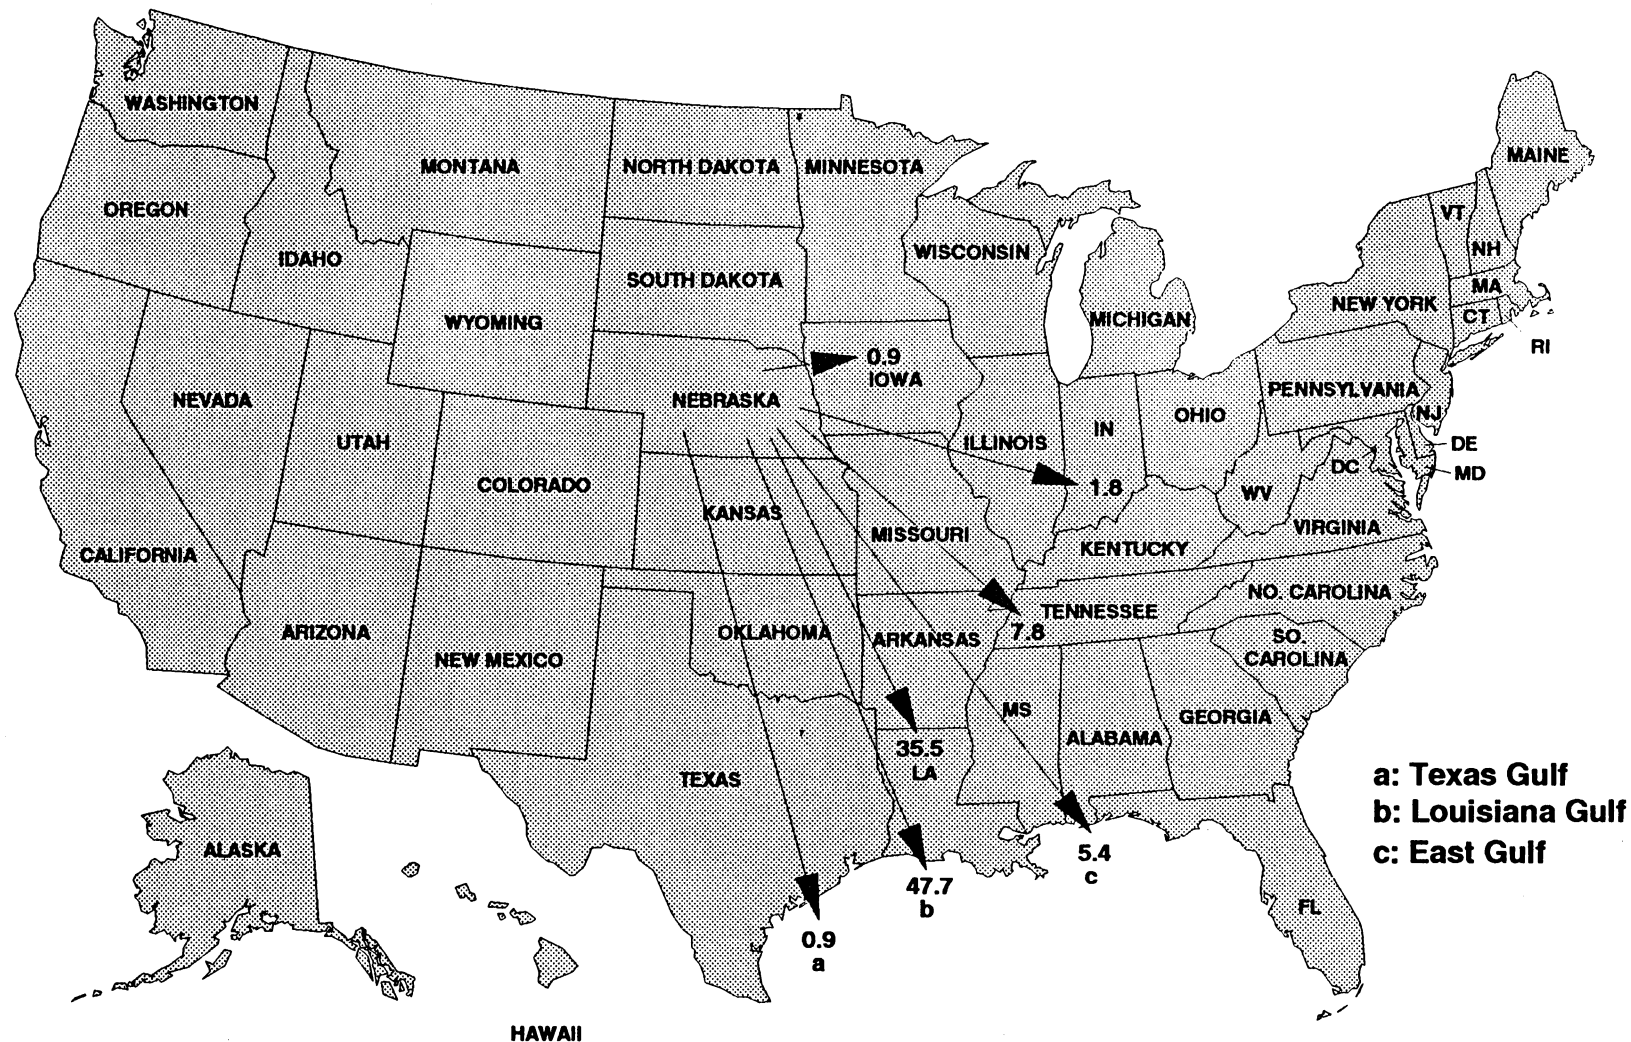 WASHINGTON
MONTANA
NORTH DAKOTA
MINNESOTA
MAINE
OREGON
VT
IDAHO
WISCONSIN
NH
SOUTH DAKOTA
MA
NEW YORK
CT
WYOMING
MICHIGAN
RI
0.9
IOWA
NEBRASKA
NEVADA
PENNSYLVANIA
NJ
OHIO
IN
UTAH
ILLINOIS
DE
DC
MD
COLORADO
1.8
WV
KANSAS
VIRGINIA
MISSOURI
CALIFORNIA
KENTUCKY
NO. CAROLINA
TENNESSEE
7.8
ARIZONA
OKLAHOMA
ARKANSAS
SO.
CAROLINA
NEW MEXICO
MS
GEORGIA
ALABAMA
35.5
LA
TEXAS
a: Texas Gulf
b: Louisiana Gulf
c: East Gulf
ALASKA
5.4
c
47.7
b
FL
0.9
a
HAWAII